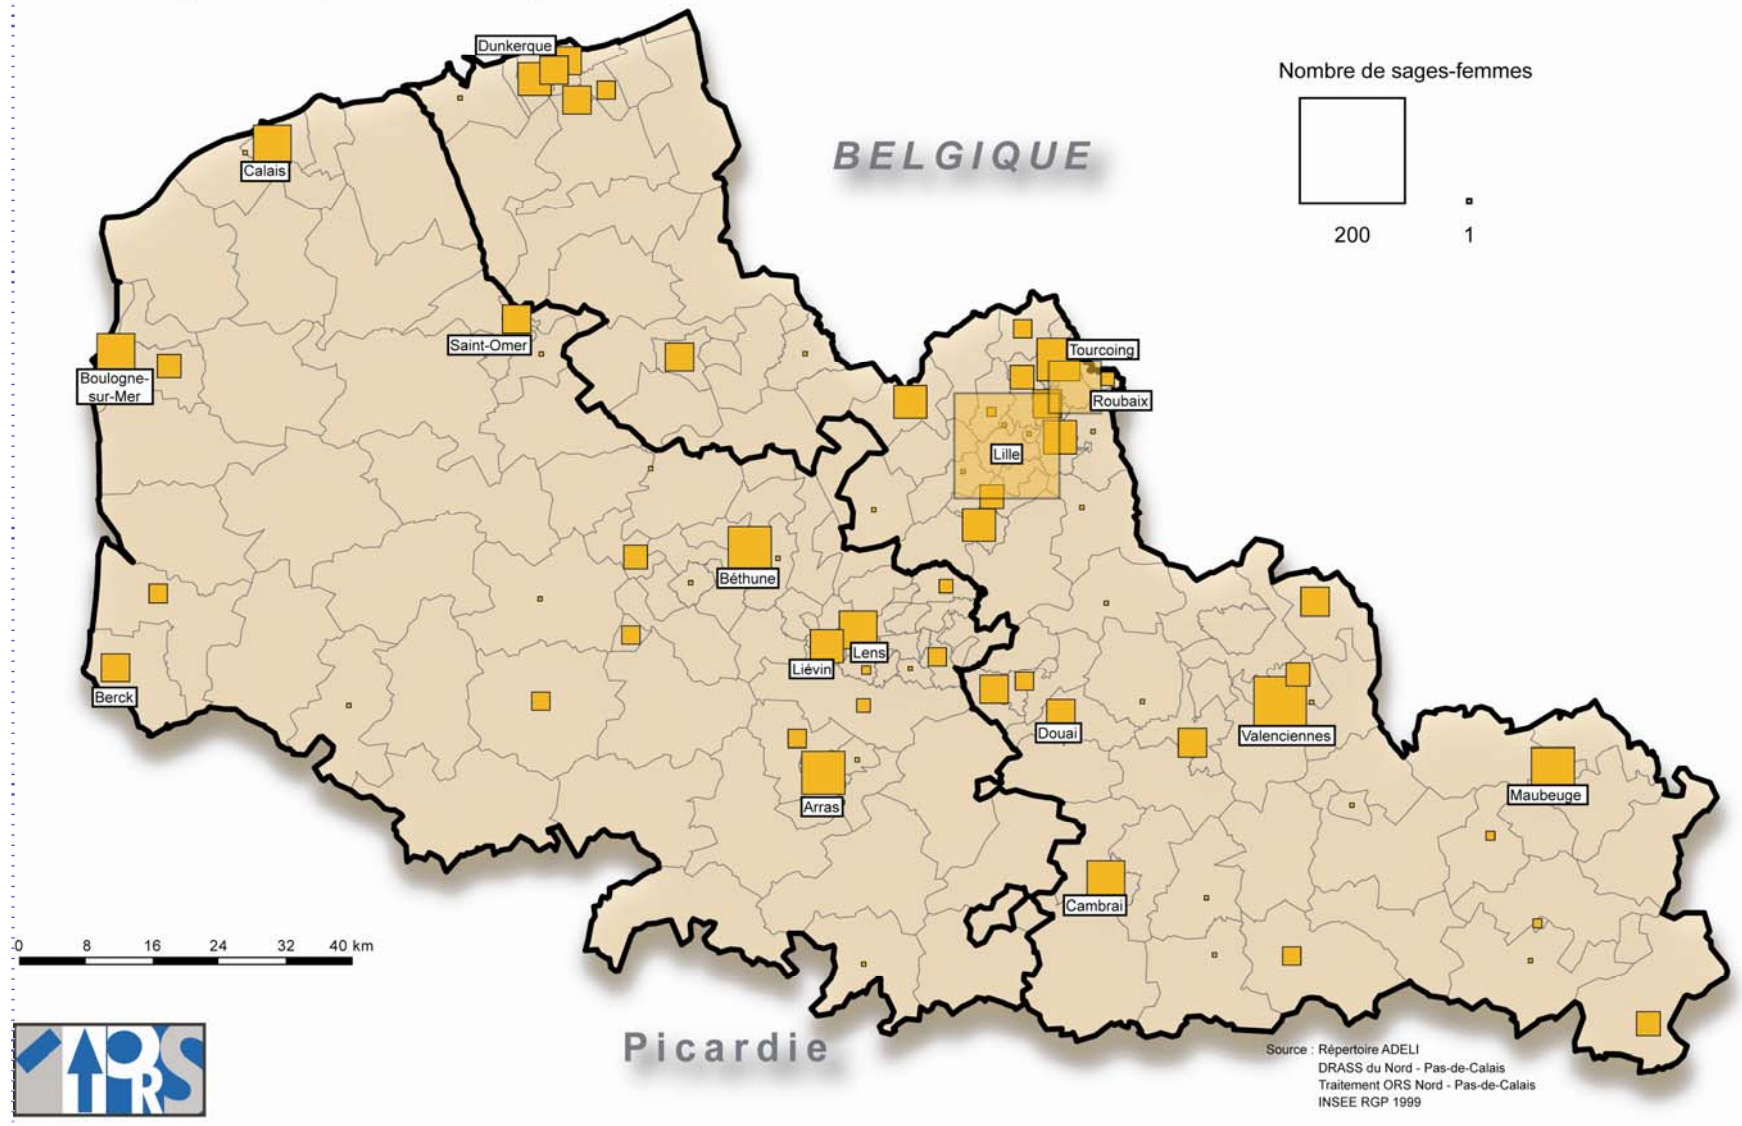 Dunkerque
Nombre de sages-femmes
BELGIQUE
Calais
200
1
Saint-Omer
Tourcoing
Boulogne-
sur-Mer
Roubaix
Lille
Béthune
Lens
Liévin
Berck
Douai
Valenciennes
Arras
Maubeuge
Cambrai
0 8 16 24 32 40 km
Picardie
ORS
Source : Répertoire ADELI
DRASS du Nord - Pas-de-Calais
Traitement ORS Nord - Pas-de-Calais
INSEE RGP 1999